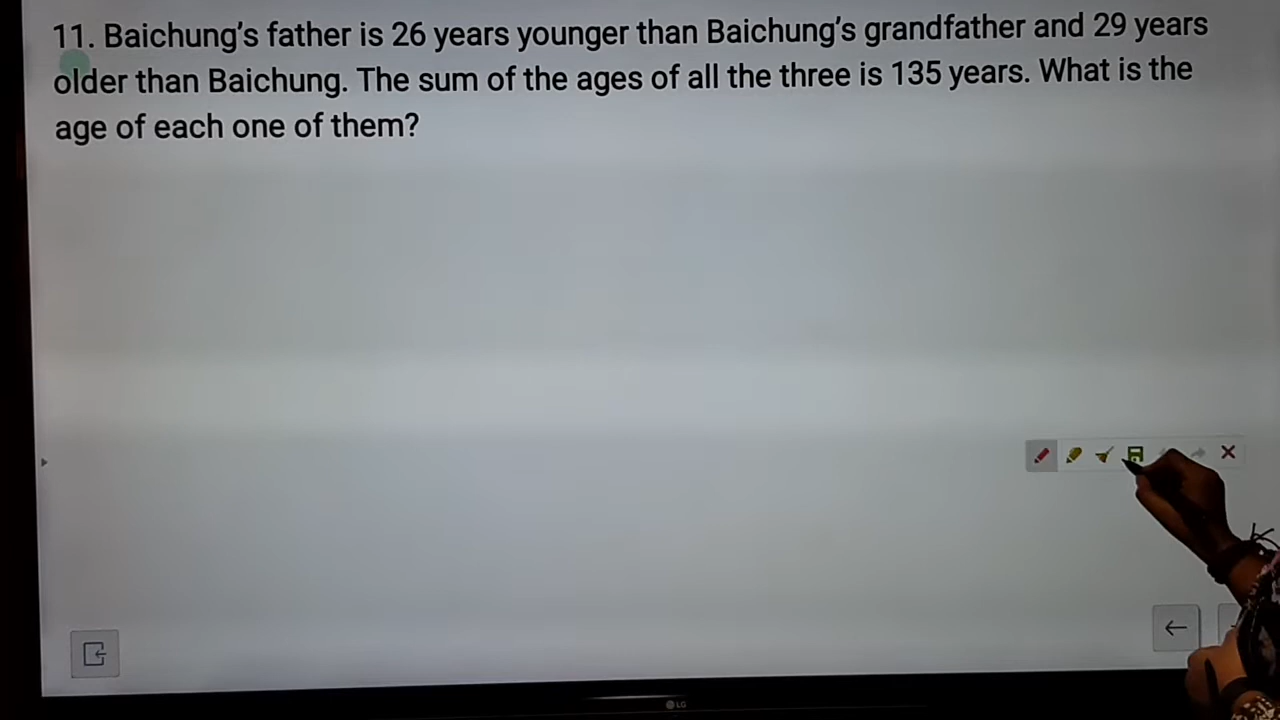 11. Baichung's father is 26 years younger than Baichung's grandfather and 29 years
older than Baichung. The sum of the ages of all the three is 135 years. What is the
age of each one of them?
LG